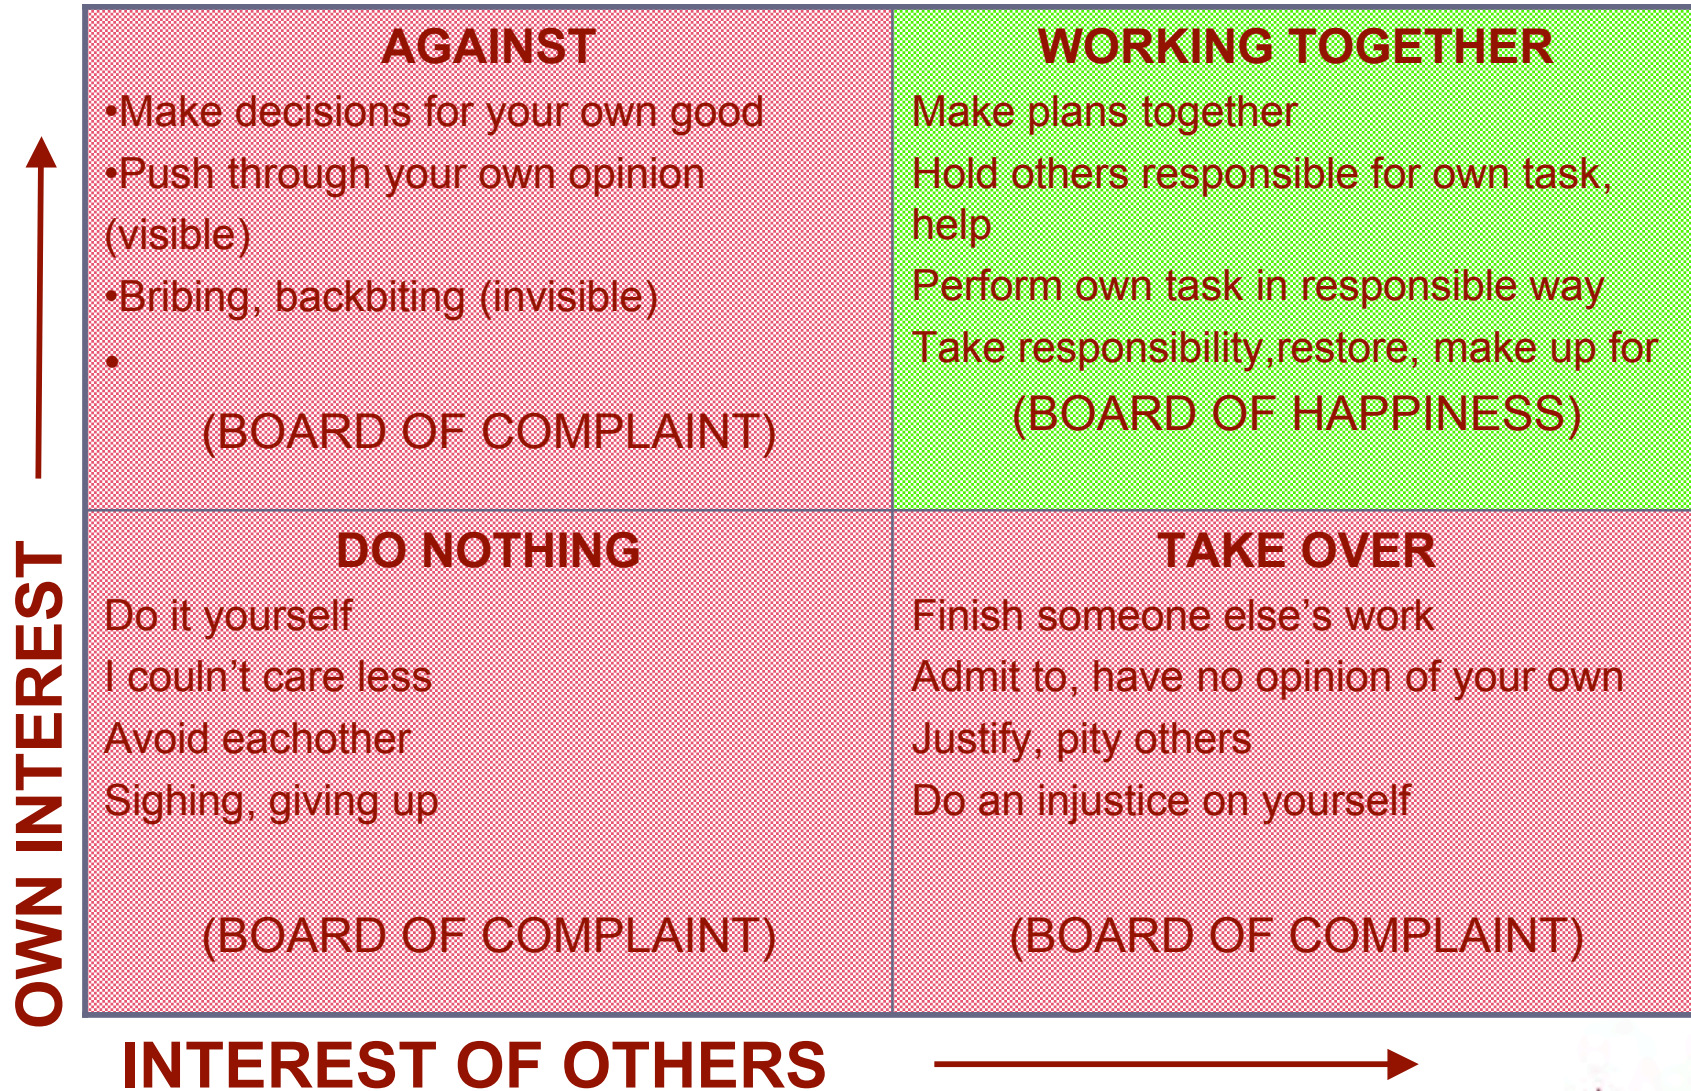 AGAINST
•Make decisions for your own good
•Push through your own opinion
(visible)
•Bribing, backbiting (invisible)
•
(BOARD OF COMPLAINT)
WORKING TOGETHER
Make plans together
Hold others responsible for own task,
help
Perform own task in responsible way
Take responsibility,restore, make up for
(BOARD OF HAPPINESS)
DO NOTHING
Do it yourself
I couln’t care less
Avoid eachother
Sighing, giving up
(BOARD OF COMPLAINT)
TAKE OVER
Finish someone else’s work
Admit to, have no opinion of your own
Justify, pity others
Do an injustice on yourself
(BOARD OF COMPLAINT)
OWN INTEREST
INTEREST OF OTHERS